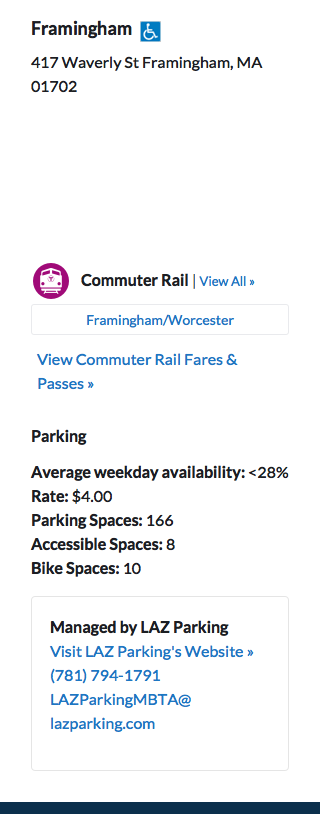 Framingham
417 Waverly St Framingham, MA
01702
Commuter Rail | View All »
Framingham/Worcester
View Commuter Rail Fares &
Passes »
Parking
Average weekday availability: <28%
Rate: $4.00
Parking Spaces: 166
Accessible Spaces: 8
Bike Spaces: 10
Managed by LAZ Parking
Visit LAZ Parking's Website »
(781) 794-1791
LAZParkingMBTA@
lazparking.com